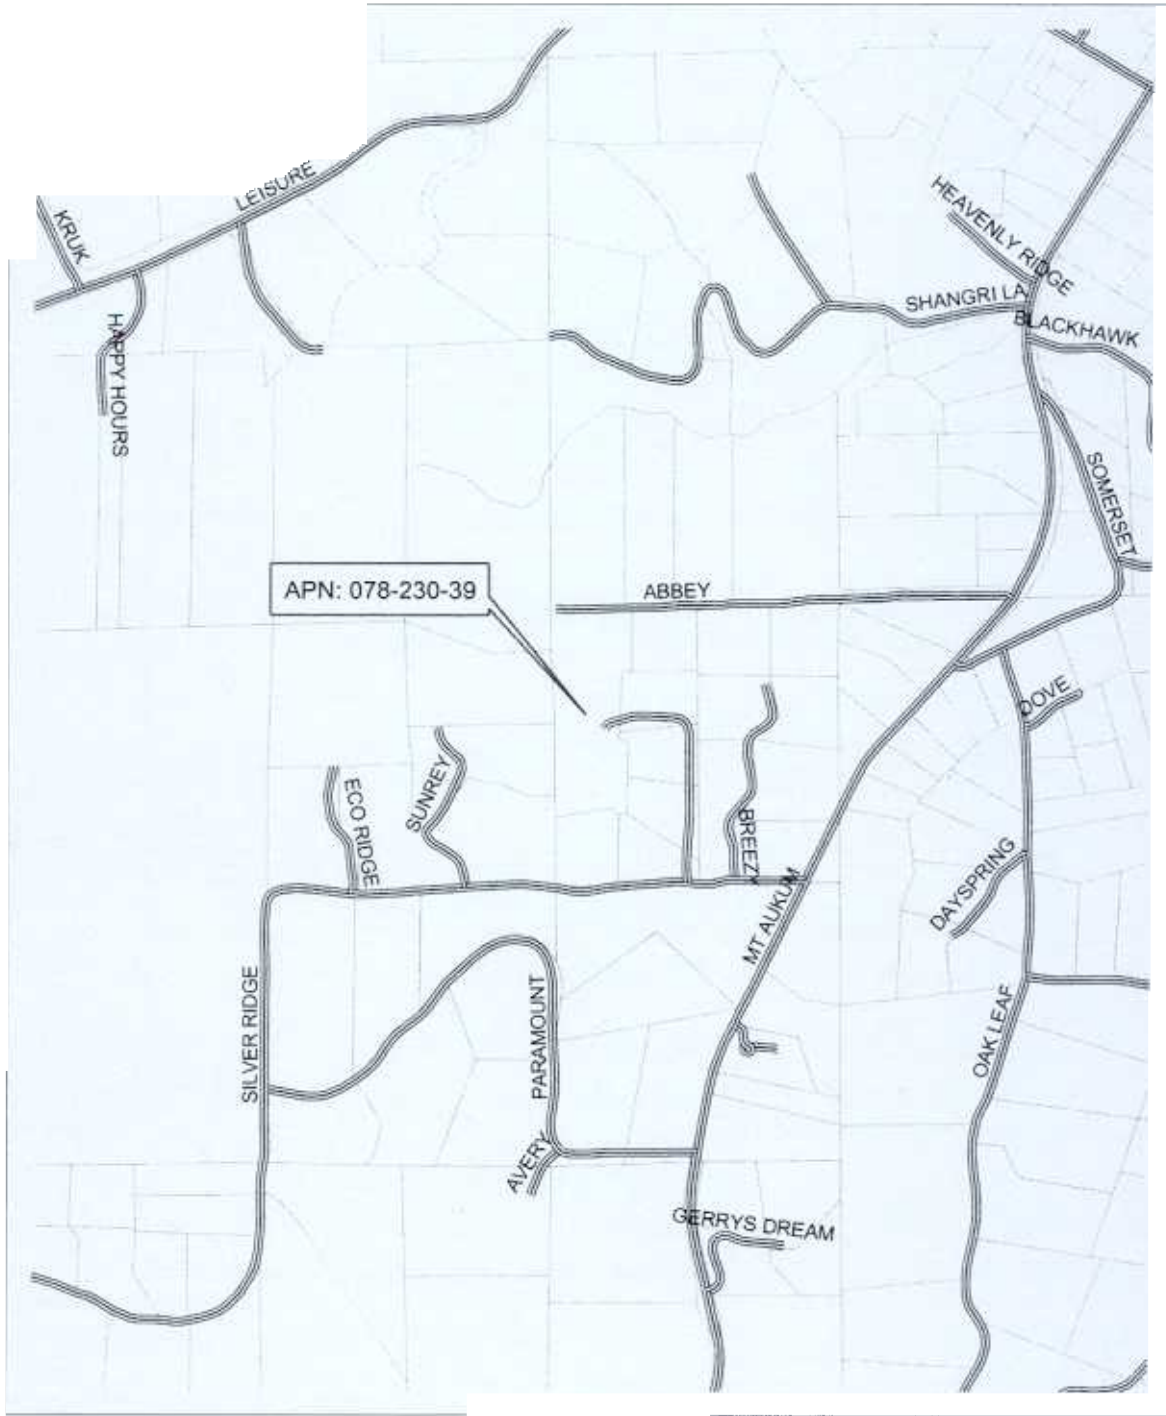 LEISURE
KRUK
HEAVENLY RIDGE
SHANGRI LA
BLACKHAWK
HAPPY HOURS
SOMERSET
APN: 078-230-39
ABBEY
DOVE
ECO RIDGE
SUNREY
BREEZY
DAYSPRING
MT AUKUM
SILVER RIDGE
PARAMOUNT
OAK LEAF
AVERY
GERRYS DREAM